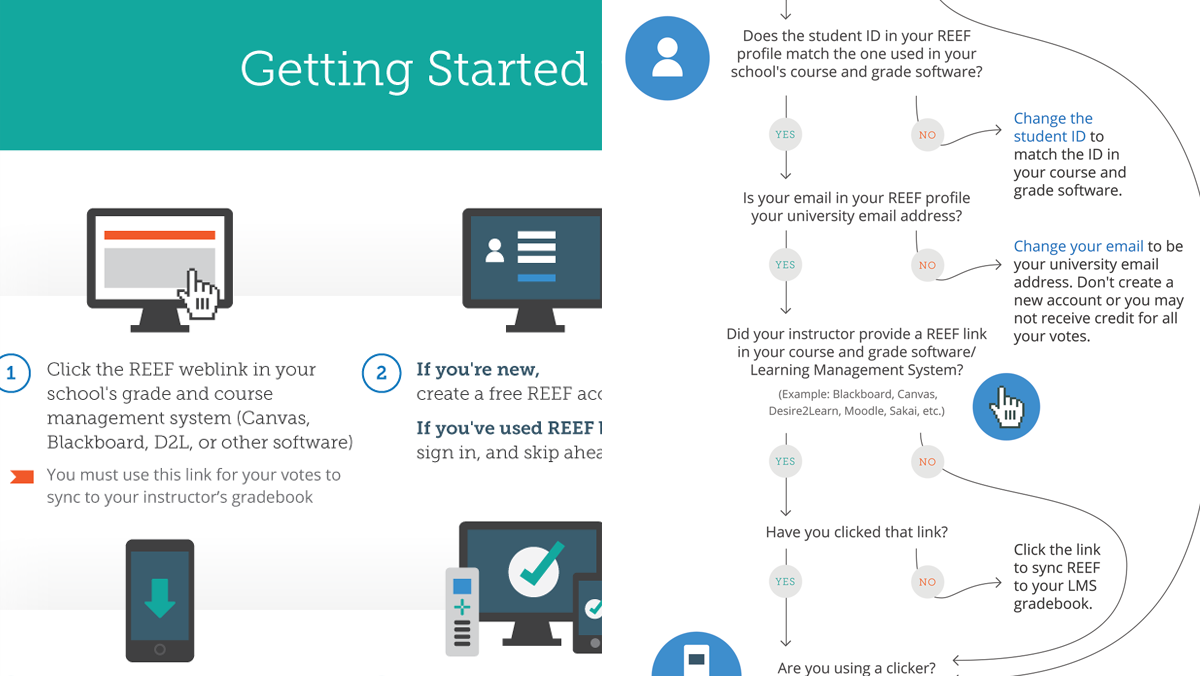 Getting Started
1
Click the REEF weblink in your
school's grade and course
management system (Canvas,
Blackboard, D2L, or other software)
You must use this link for your votes to
sync to your instructor's gradebook
2
If you're new,
create a free REEF
If you've used REEF
sign in, and skip
Does the student ID in your REEF
profile match the one used in your
school's course and grade software?
YES
NO
Change the
student ID to
match the ID in
your course and
grade software.
Is your email in your REEF profile
your university email address?
YES
NO
Change your email to be
your university email
address. Don't create a
new account or you may
not receive credit for all
your votes.
Did your instructor provide a REEF link
in your course and grade software/
Learning Management System?
(Example: Blackboard, Canvas,
Desire2Learn, Moodle, Sakai, etc.)
YES
NO
Have you clicked that link?
YES
NO
Click the link
to sync REEF
to your LMS
gradebook.
Are you using a clicker?